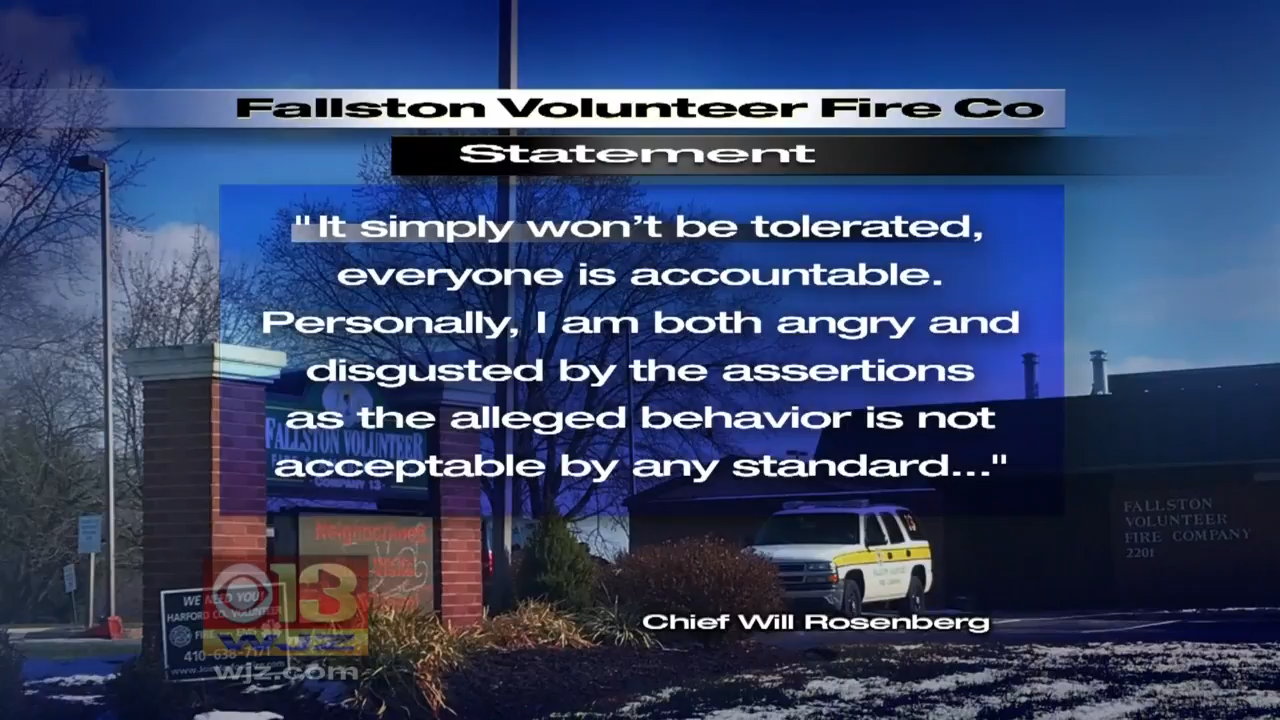 Fallston Volunteer Fire Co
Statement
"It simply won't be tolerated,
everyone is accountable.
Personally, I am both angry and
disgusted by the assertions
as the alleged behavior is not
acceptable by any standard..."
Chief Will Rosenberg
FALLSTON VOLUNTEER
COMPANY 13
FALLSTON
VOLUNTEER
FIRE COMPANY
2201
WE NEED YOU!
HARFORD CO. VOLUNTEER
FIRE
410-638-7171
13
WJZ
wjz.com